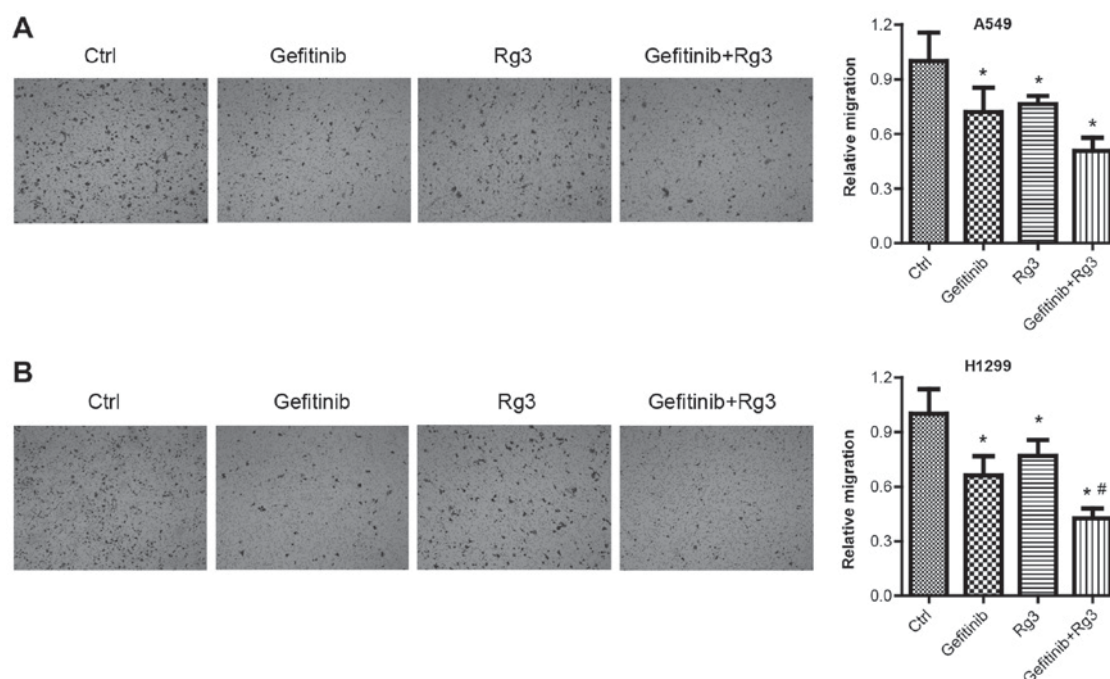 A
Ctrl
Gefitinib
Rg3
Gefitinib+Rg3
A549
Relative migration
1.2
0.9
0.6
0.3
0.0
*
*
*
Ctrl
Gefitinib
Rg3
Gefitinib+Rg3
B
Ctrl
Gefitinib
Rg3
Gefitinib+Rg3
H1299
Relative migration
1.2
0.9
0.6
0.3
0.0
*
*
* #
Ctrl
Gefitinib
Rg3
Gefitinib+Rg3